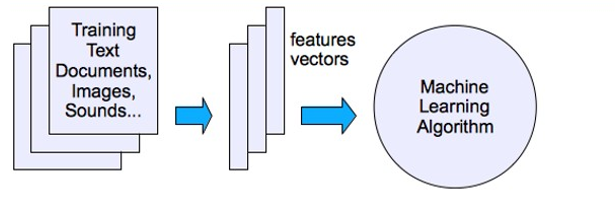 Training
Text
Documents,
Images,
Sounds...
features
vectors
Machine
Learning
Algorithm